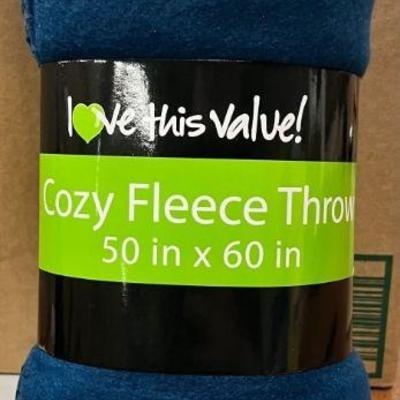 love this value!
Cozy Fleece Throw
50 in x 60 in